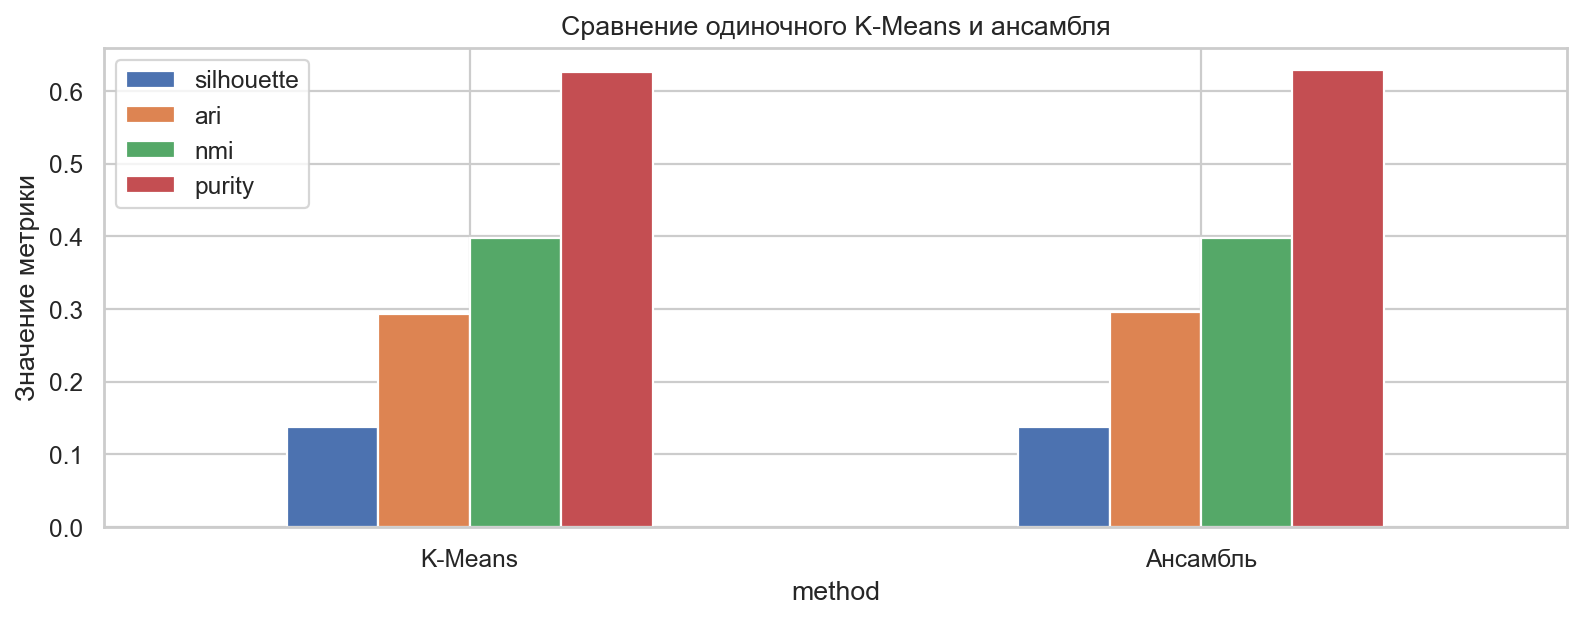 Сравнение одиночного K-Means и ансамбля
silhouette
ari
nmi
purity
Значение метрики
0.6
0.5
0.4
0.3
0.2
0.1
0.0
K-Means
Ансамбль
method